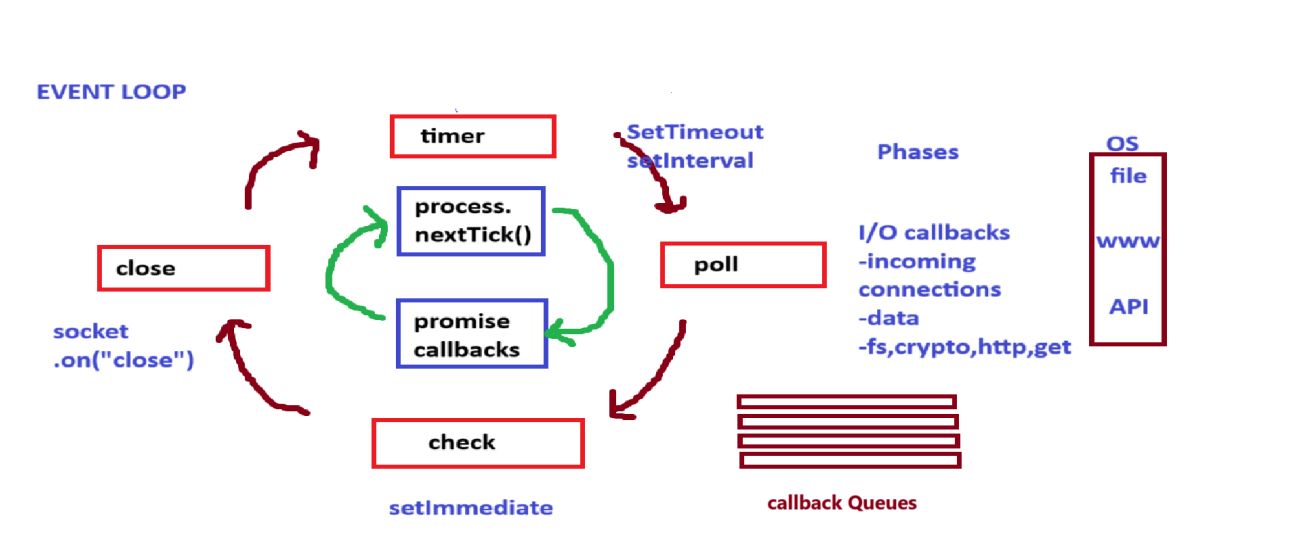 EVENT LOOP
timer
SetTimeout
setInterval
Phases
OS
file
www
API
process.
nextTick()
promise
callbacks
close
socket
.on("close")
poll
I/O callbacks
-incoming
connections
-data
-fs,crypto,http,get
check
setImmediate
callback Queues